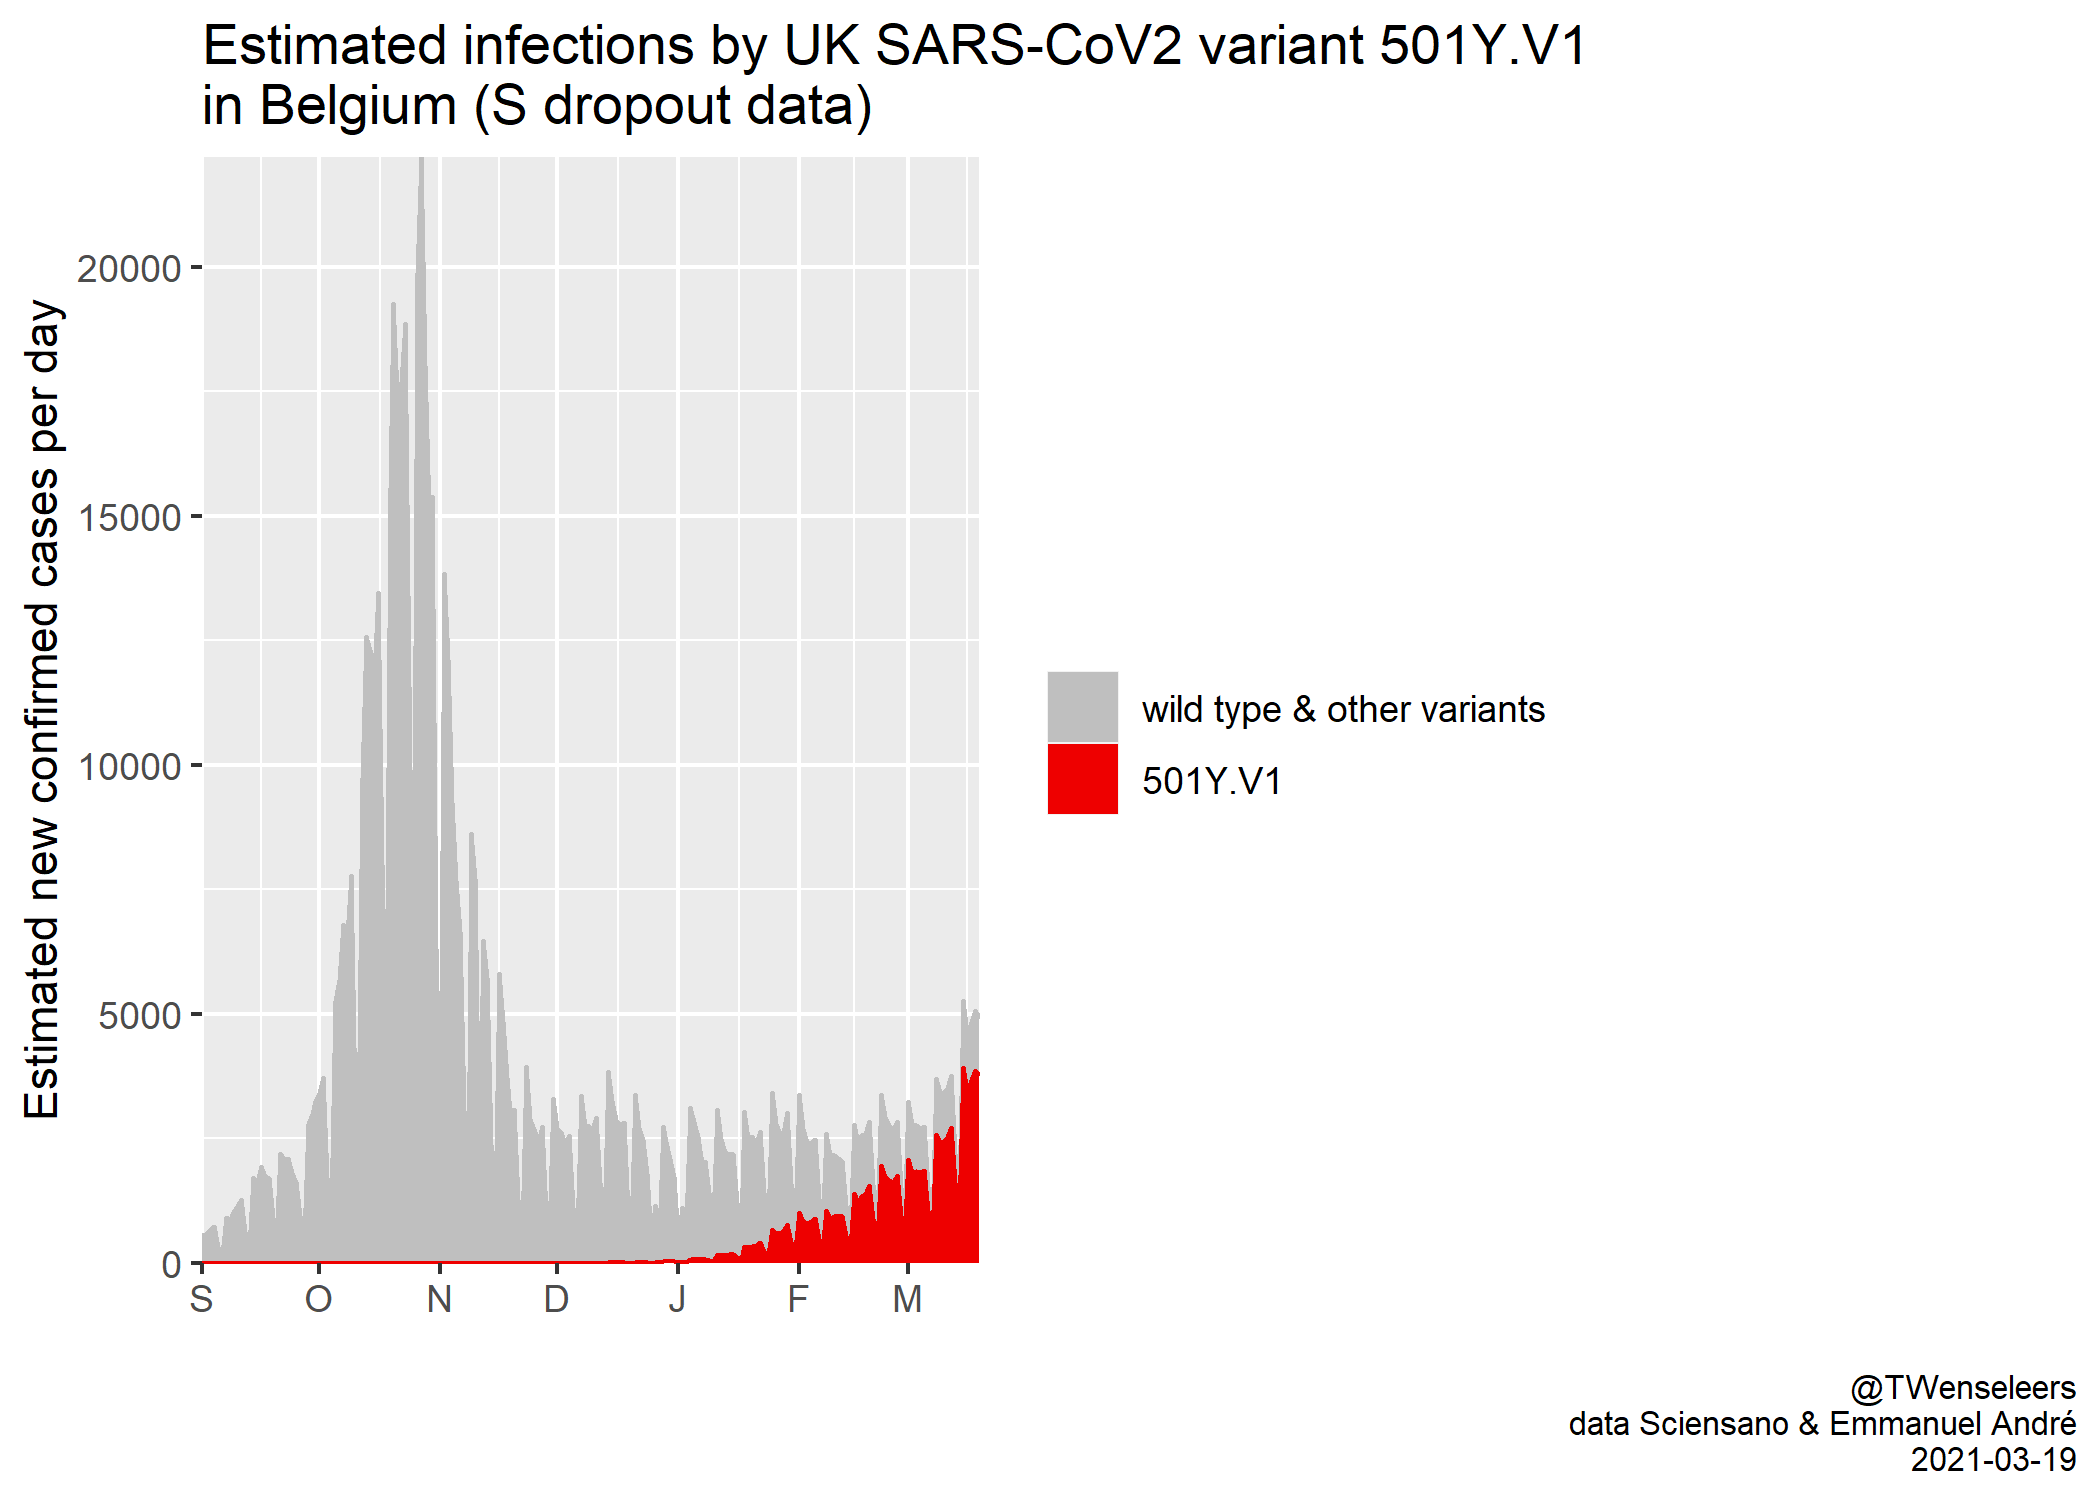 Estimated infections by UK SARS-CoV2 variant 501Y.V1
in Belgium (S dropout data)
Estimated new confirmed cases per day
20000
15000
10000
5000
0
S O N D J F M
wild type & other variants
501Y.V1
@TWenseleers
data Sciensano & Emmanuel André
2021-03-19